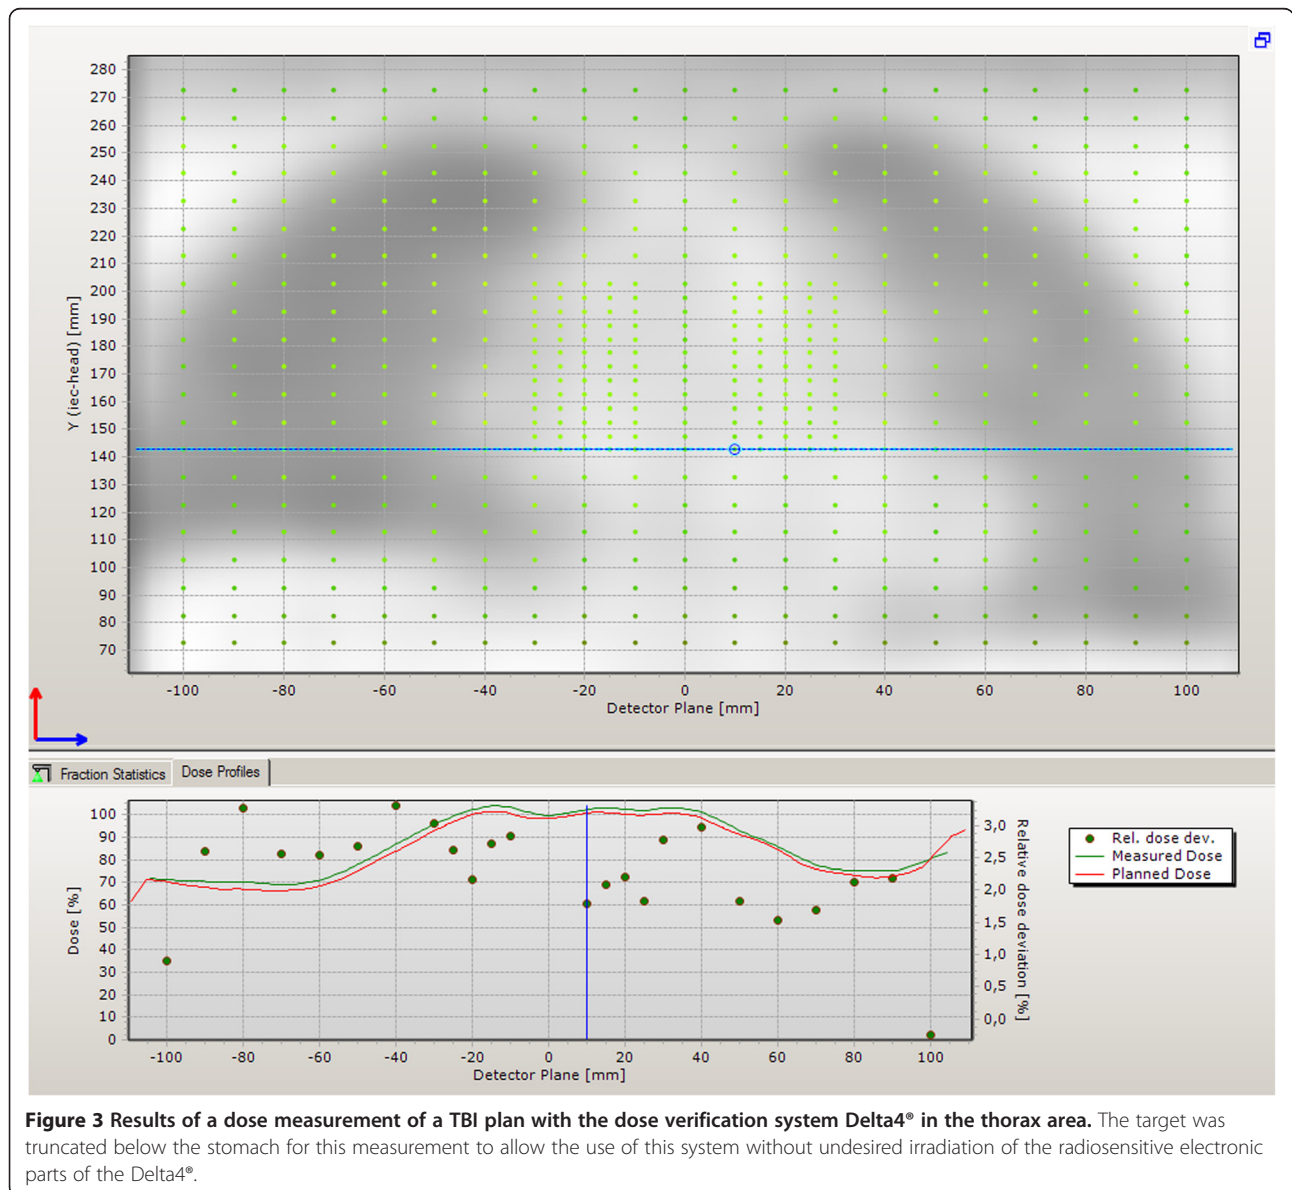 280
270
260
250
240
230
220
210
200
190
180
170
160
150
140
130
120
110
100
90
80
70
Y (iec-head) [mm]
-100 -80 -60 -40 -20 0 20 40 60 80 100
Detector Plane [mm]
Fraction Statistics Dose Profiles
100
90
80
70
60
50
40
30
20
10
0
Dose [%]
3,0
2,5
2,0
1,5
1,0
0,5
0,0
Relative dose deviation [%]
-100 -80 -60 -40 -20 0 20 40 60 80 100
Detector Plane [mm]
Rel. dose dev.
Measured Dose
Planned Dose
Figure 3 Results of a dose measurement of a TBI plan with the dose verification system Delta4® in the thorax area. The target was
truncated below the stomach for this measurement to allow the use of this system without undesired irradiation of the radiosensitive electronic
parts of the Delta4®.